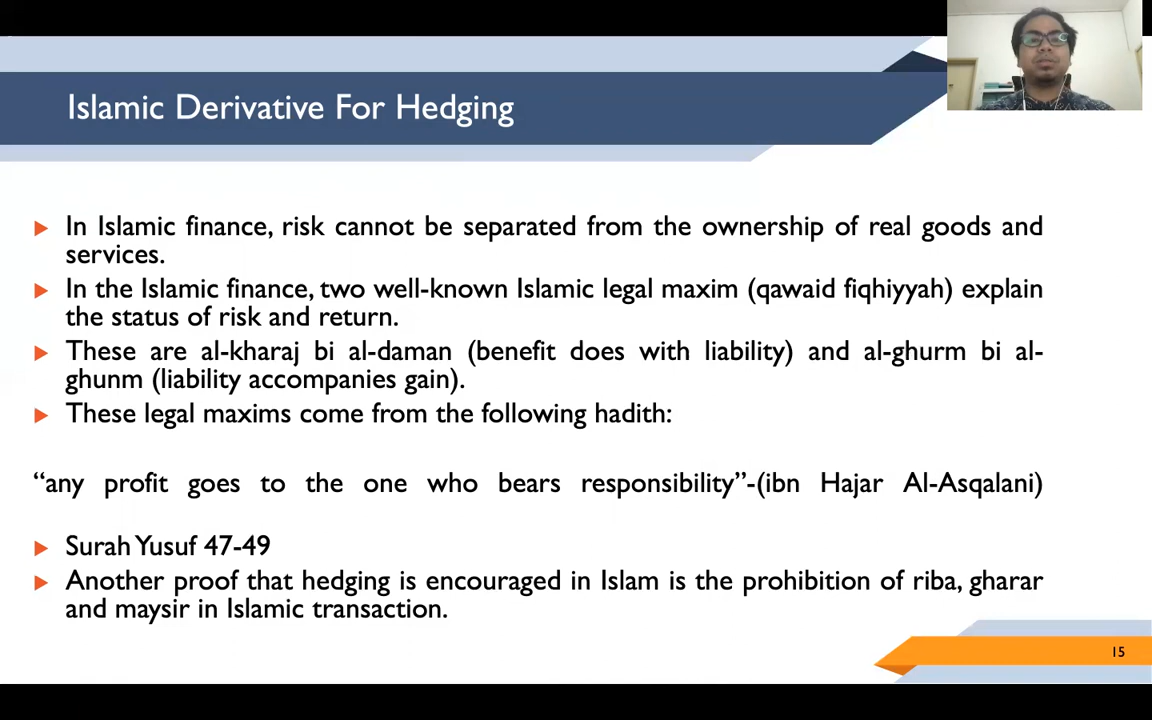 Islamic Derivative For Hedging
In Islamic finance, risk cannot be separated from the ownership of real goods and
services.
In the Islamic finance, two well-known Islamic legal maxim (qawaid fiqhiyyah) explain
the status of risk and return.
These are al-kharaj bi al-daman (benefit does with liability) and al-ghurm bi al-
ghunm (liability accompanies gain).
These legal maxims come from the following hadith:
“any profit goes to the one who bears responsibility”-(ibn Hajar Al-Asqalani)
Surah Yusuf 47-49
Another proof that hedging is encouraged in Islam is the prohibition of riba, gharar
and maysir in Islamic transaction.
15